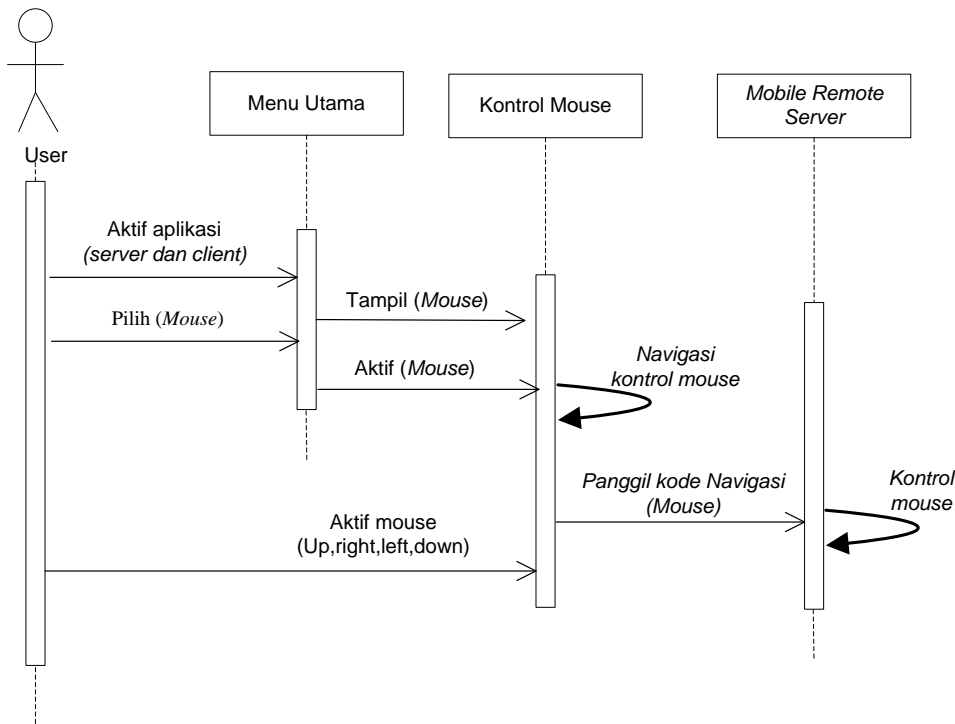 User
Menu Utama
Kontrol Mouse
Mobile Remote
Server
Aktif aplikasi
(server dan client)
Tampil (Mouse)
Pilih (Mouse)
Aktif (Mouse)
Navigasi
kontrol mouse
Panggil kode Navigasi
(Mouse)
Kontrol
mouse
Aktif mouse
(Up,right,left,down)